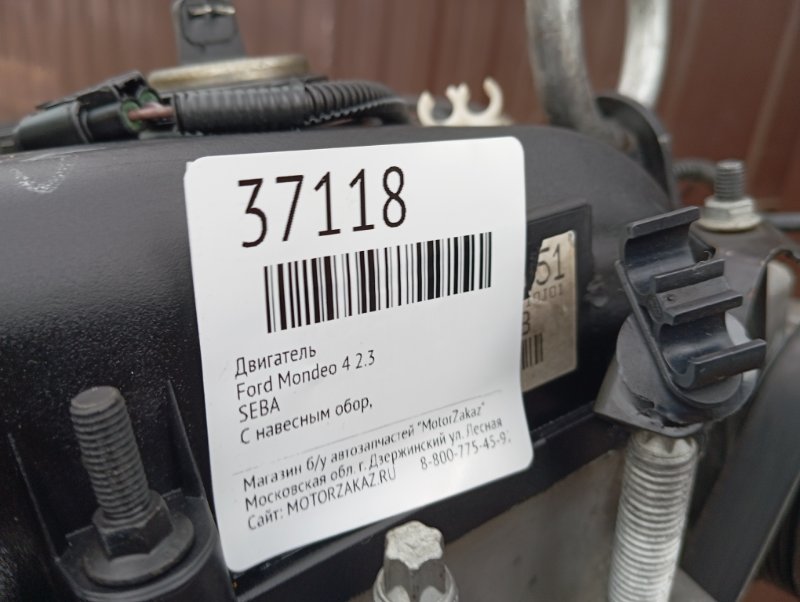 37118
Двигатель
Ford Mondeo 4 2.3
SEBA
С навесным обор,
Магазин б/у автозапчастей "MotorZakaz"
Московская обл. г. Дзержинский ул. Лесная
Сайт: MOTORZAKAZ.RU 8-800-775-45-9
51